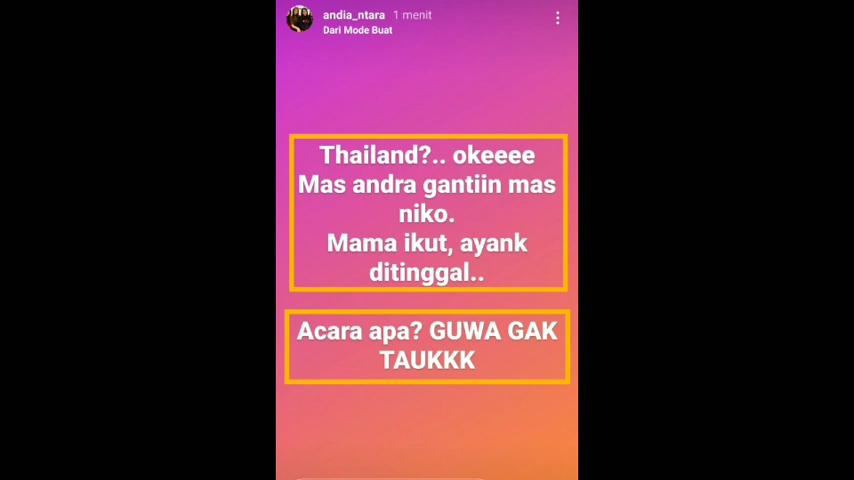 andia_ntara 1 menit
Dari Mode Buat
Thailand?.. okeeee
Mas andra gantiin mas
niko.
Mama ikut, ayank
ditinggal..
Acara apa? GUWA GAK
TAUKKK